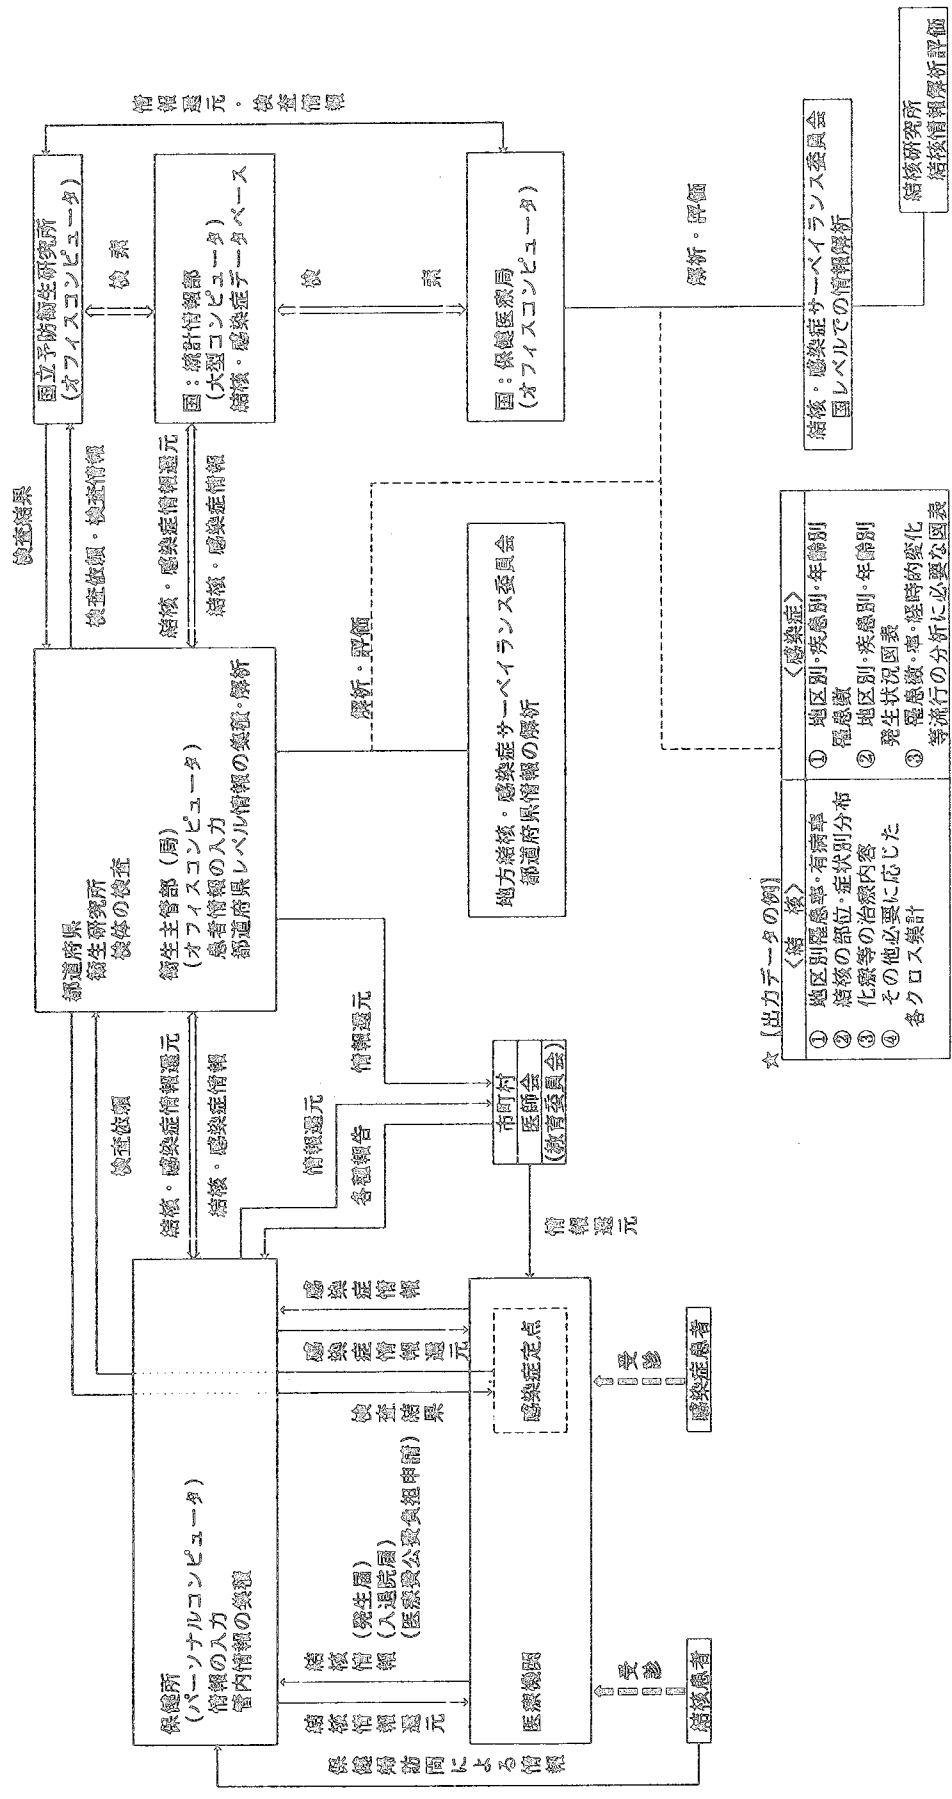 保健所
(パーソナルコンピュータ)
情報の入力
管内情報の集積
検査依頼
結核・感染症情報還元
結核・感染症情報
都道府県
衛生研究所
検体の検査
衛生主管部(局)
(オフィスコンピュータ)
患者情報の入力
都道府県レベル情報の集積・解析
検査結果
検査依頼・検査情報
結核・感染症情報還元
結核・感染症情報
国立予防衛生研究所
(オフィスコンピュータ)
検索
国:統計情報部
(大型コンピュータ)
結核・感染症データベース
検索
国:保健医療局
(オフィスコンピュータ)
情報還元・検査情報
保健婦訪問による情報
結核情報還元
結核情報
(発生届)
(入退院届)
(医療費公費負担申請)
検査結果
感染症情報還元
感染症情報
情報還元
各種報告
情報還元
市町村
医師会
(教育委員会)
情報還元
医療機関
感染症定点
受診
受診
結核患者
感染症患者
解析・評価
地方結核・感染症サーベイランス委員会
都道府県情報の解析
解析・評価
結核・感染症サーベイランス委員会
国レベルでの情報解析
結核研究所
結核情報解析評価
☆ [出力データの例]
〈結 核〉
① 地区別罹患率・有病率
② 結核の部位・症状別分布
③ 化療等の治療内容
④ その他必要に応じた
各クロス集計
〈感染症〉
① 地区別・疾患別・年齢別
罹患数
② 地区別・疾患別・年齢別
発生状況図表
③ 罹患数・率・経時的変化
等流行の分析に必要な図表